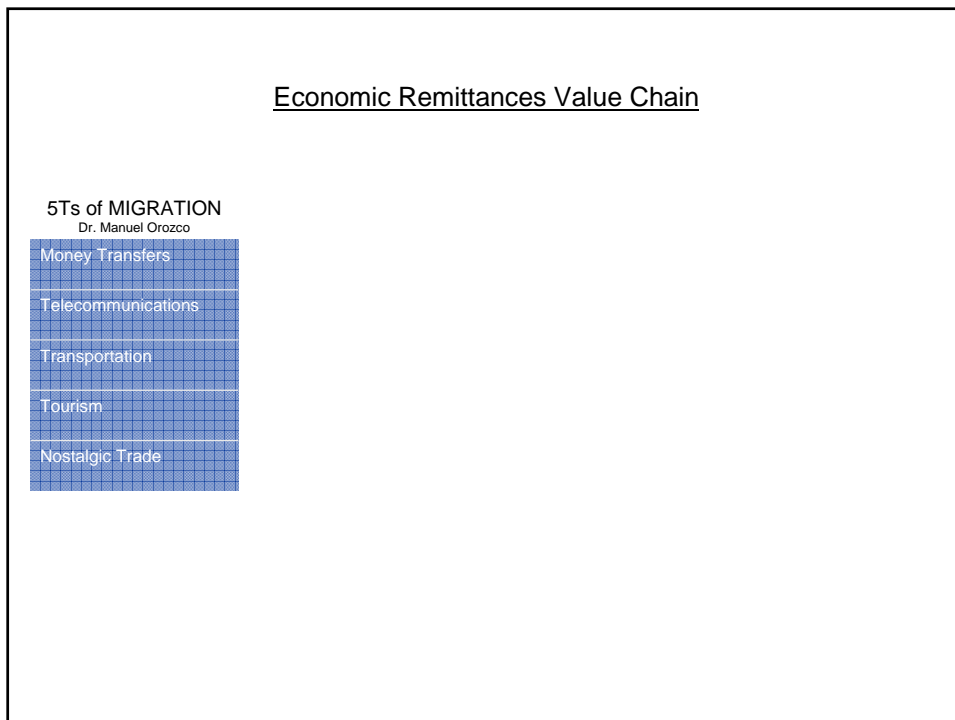 Economic Remittances Value Chain
5Ts of MIGRATION
Dr. Manuel Orozco
Money Transfers
Telecommunications
Transportation
Tourism
Nostalgic Trade